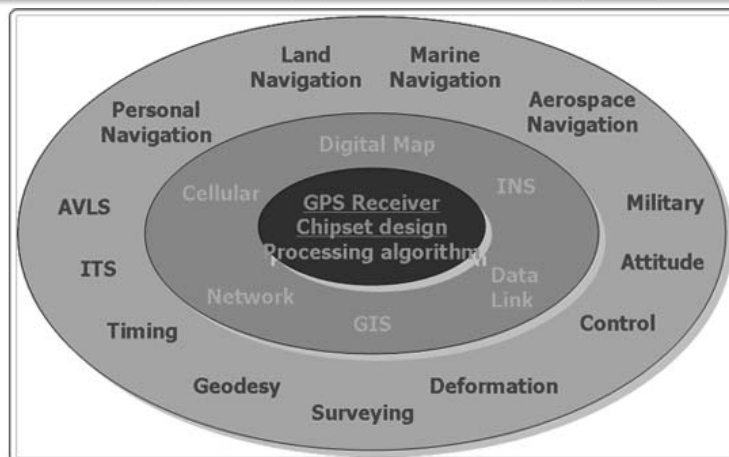 Land
Navigation
Marine
Navigation
Aerospace
Navigation
Personal
Navigation
Digital Map
Cellular
INS
GPS Receiver
Chipset design
Processing algorithm
AVLS
Military
ITS
Attitude
Network
Data
Link
GIS
Timing
Control
Geodesy
Deformation
Surveying